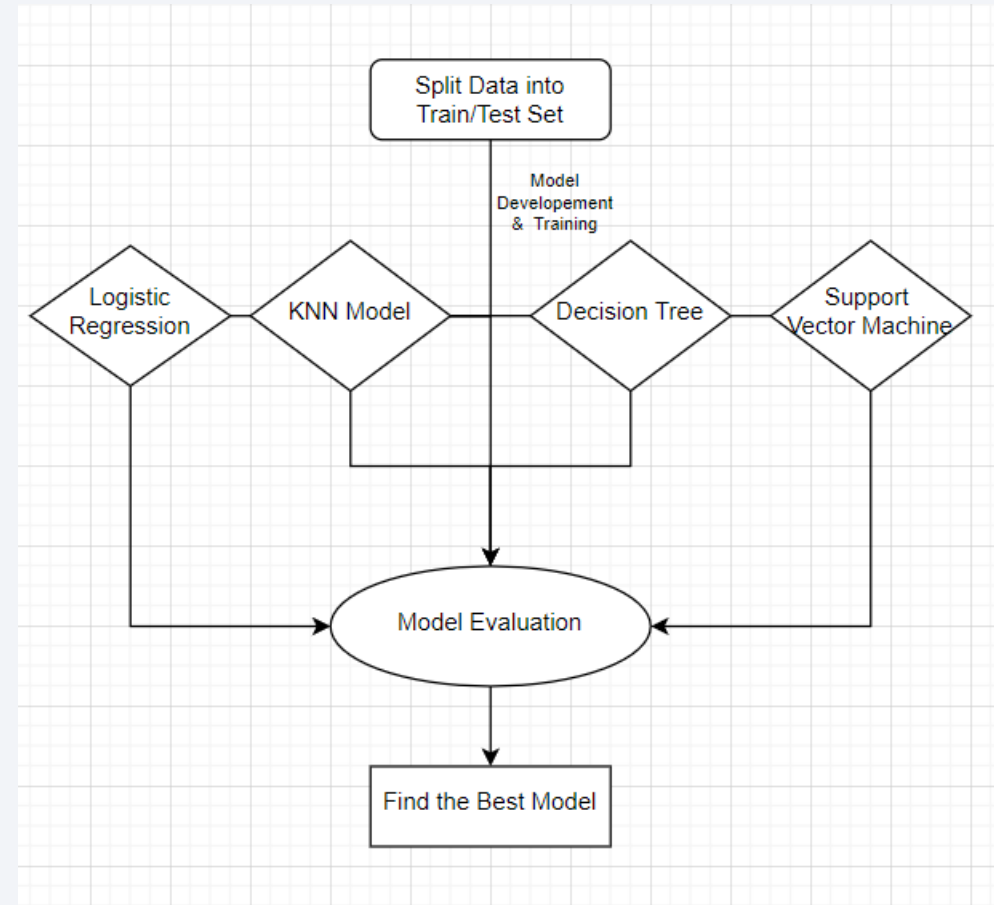 Split Data into
Train/Test Set
Model
Developement
& Training
Logistic
Regression
KNN Model
Decision Tree
Support
Vector Machine
Model Evaluation
Find the Best Model